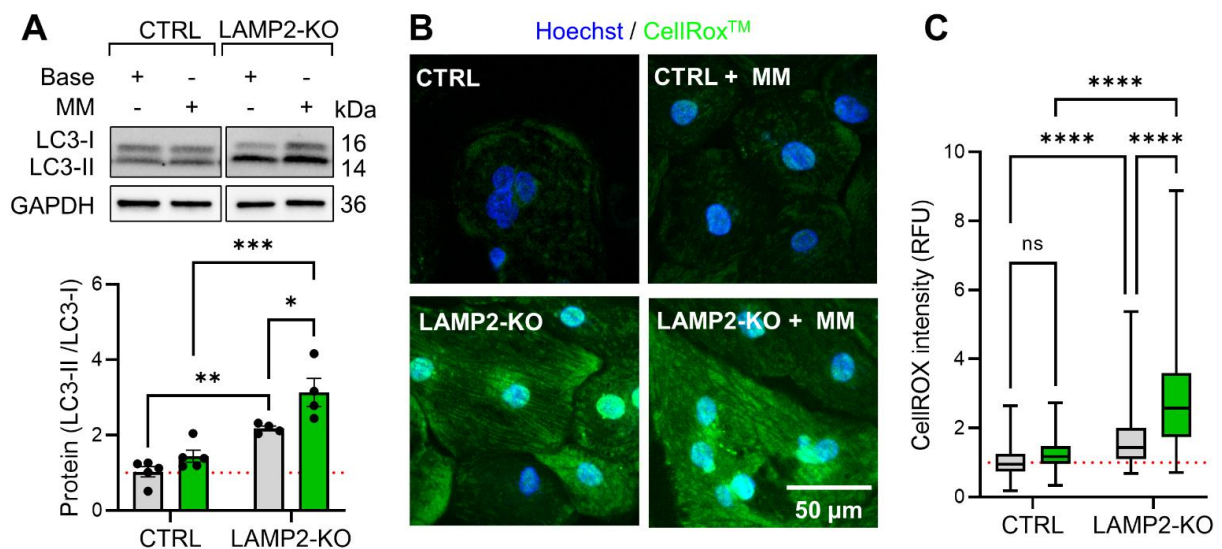 A
CTRL LAMP2-KO
Base + - + -
MM - + - + kDa
LC3-I 16
LC3-II 14
GAPDH 36
Protein (LC3-II /LC3-I)
6
4
2
0
***
*
**
CTRL LAMP2-KO
B
Hoechst / CellRox™
CTRL
CTRL + MM
LAMP2-KO
LAMP2-KO + MM
50 µm
C
CellROX intensity (RFU)
10
8
6
4
2
0
****
**** ****
ns
CTRL LAMP2-KO